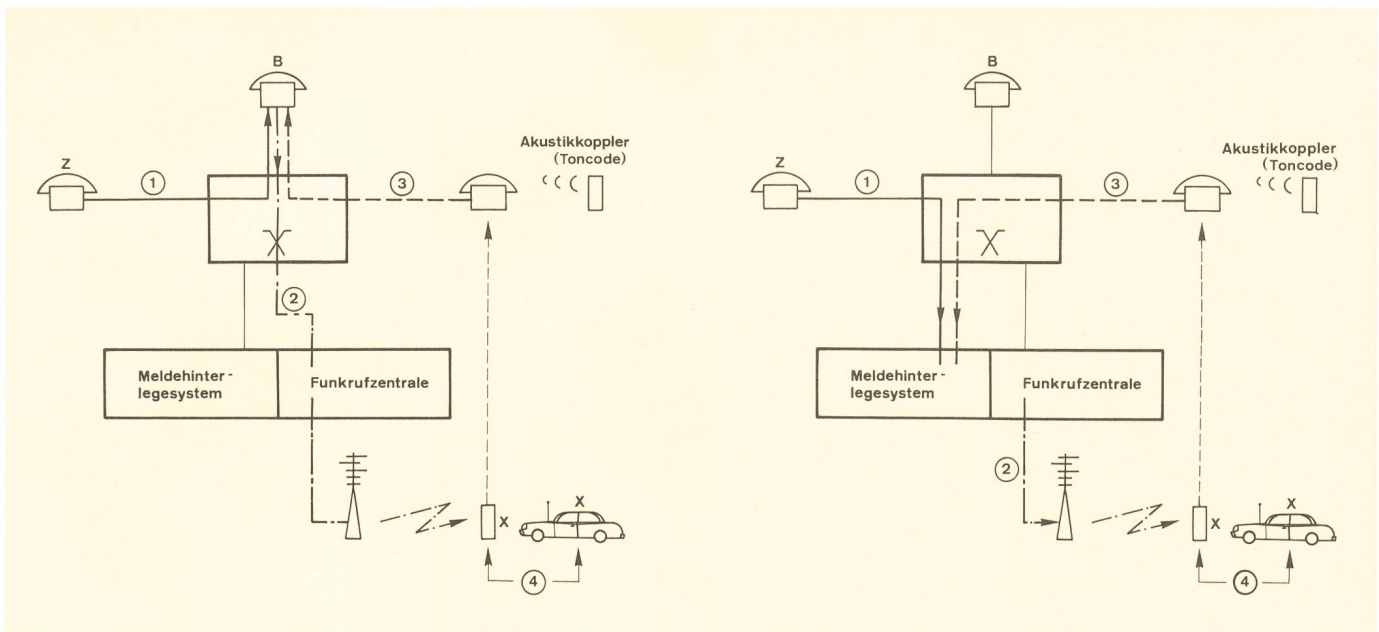 B
Z
1
3
Akustikkoppler
(Toncode)
2
Meldehinter-
legesystem
Funkrufzentrale
X
X
4
B
Z
1
3
Akustikkoppler
(Toncode)
Meldehinter-
legesystem
Funkrufzentrale
2
X
X
4